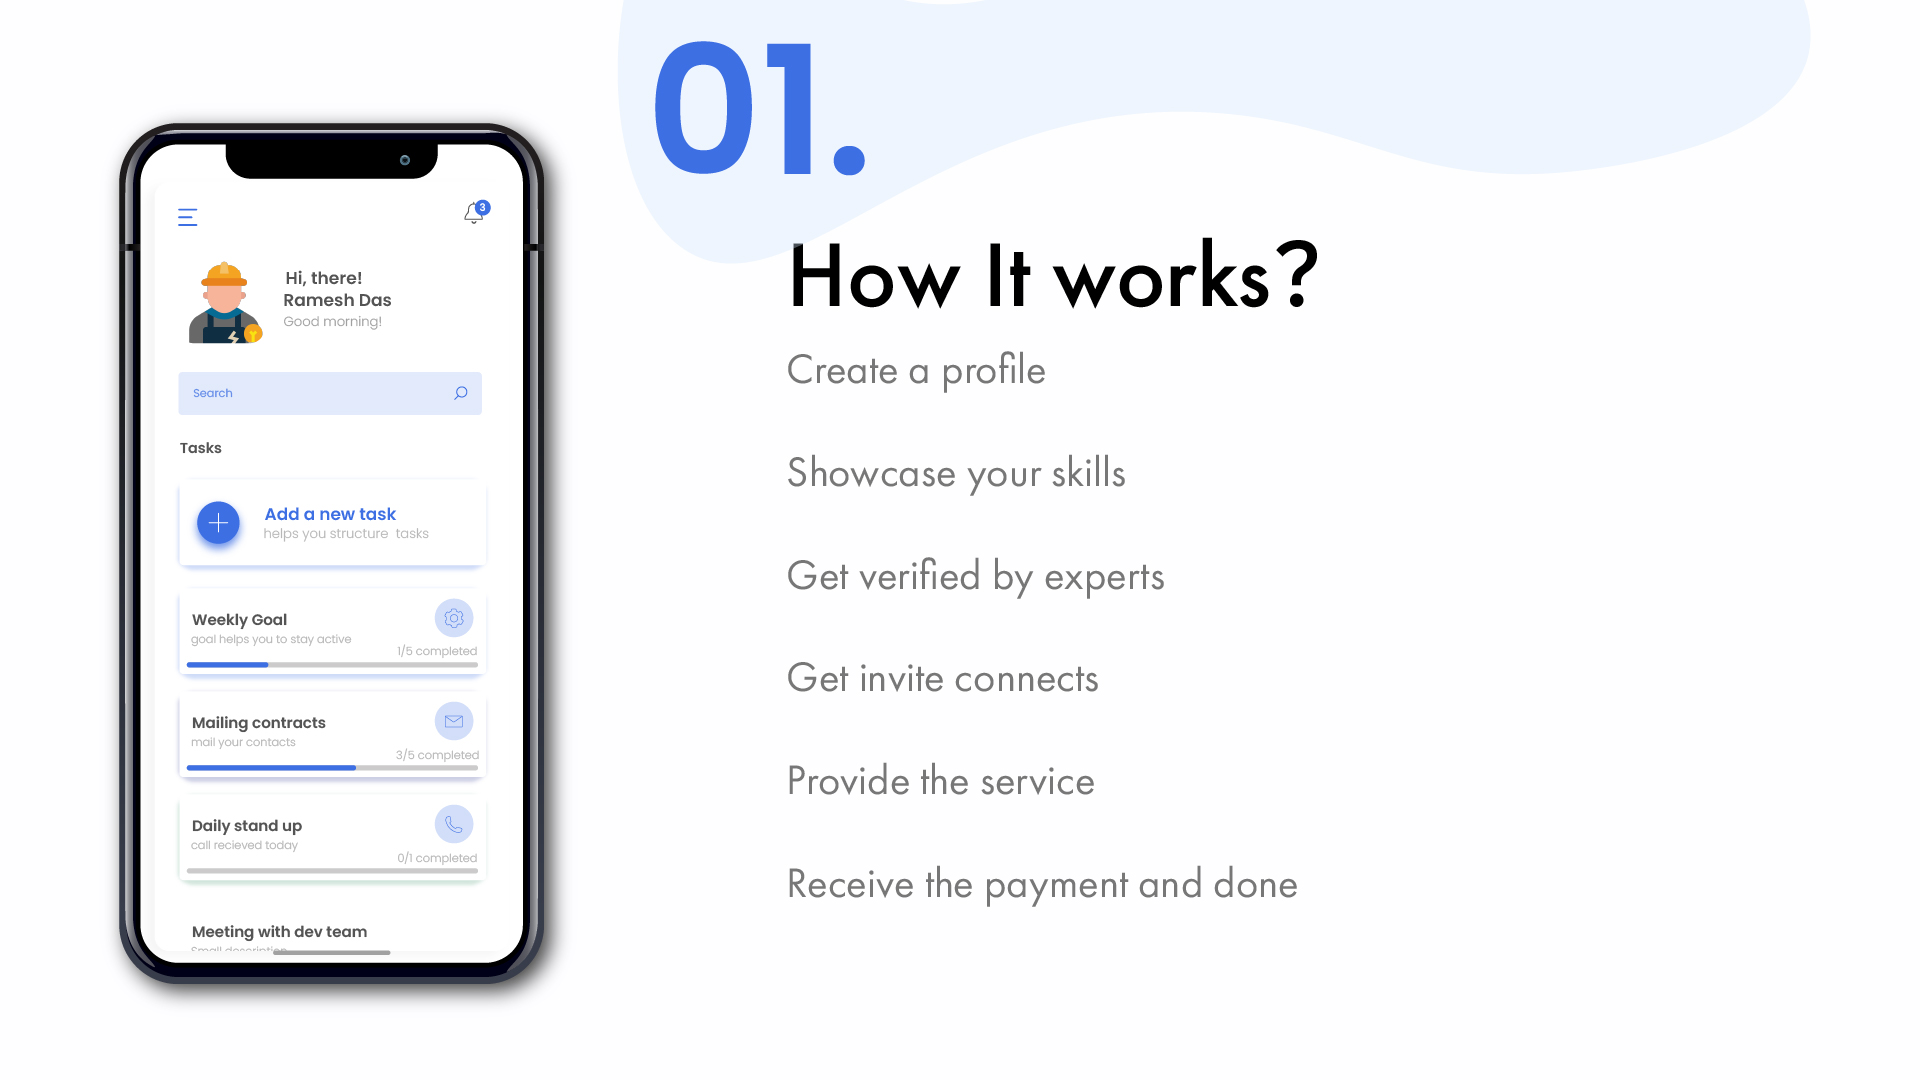 01.
How It works?
Create a profile
Showcase your skills
Get verified by experts
Get invite connects
Provide the service
Receive the payment and done
3
Hi, there!
Ramesh Das
Good morning!
Search
Tasks
Add a new task
helps you structure tasks
Weekly Goal
goal helps you to stay active
1/5 completed
Mailing contracts
mail your contacts
3/5 completed
Daily stand up
call recieved today
0/1 completed
Meeting with dev team
Small description